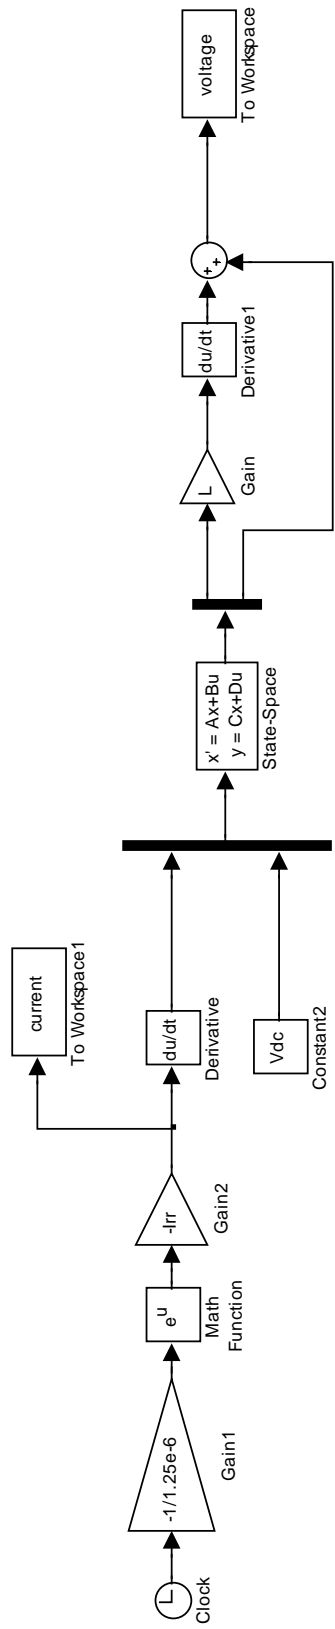 Clock
-1/1.25e-6
Gain1
e^u
Math
Function
-Irr
Gain2
current
To Workspace1
du/dt
Derivative
Vdc
Constant2
x' = Ax+Bu
y = Cx+Du
State-Space
L
Gain
du/dt
Derivative1
+
+
voltage
To Workspace